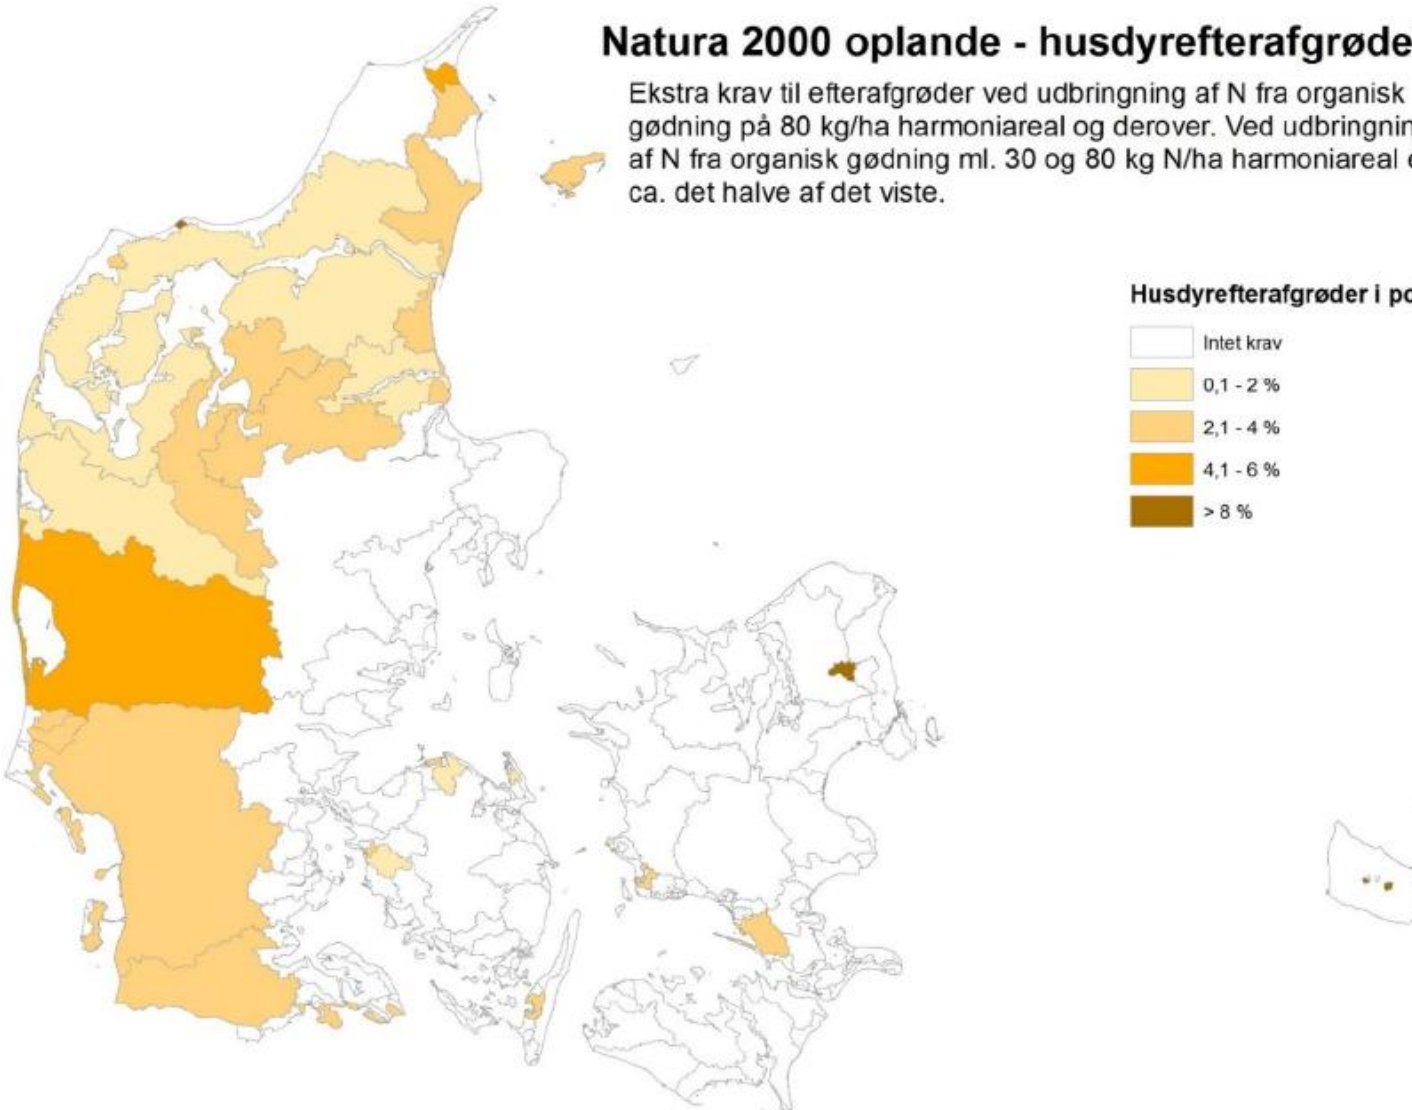 Natura 2000 oplande - husdyrefterafgrøde
Ekstra krav til efterafgrøder ved udbringning af N fra organisk
gødning på 80 kg/ha harmoniareal og derover. Ved udbringnin
af N fra organisk gødning ml. 30 og 80 kg N/ha harmoniareal e
ca. det halve af det viste.
Husdyrefterafgrøder i po
Intet krav
0,1 - 2 %
2,1 - 4 %
4,1 - 6 %
> 8 %